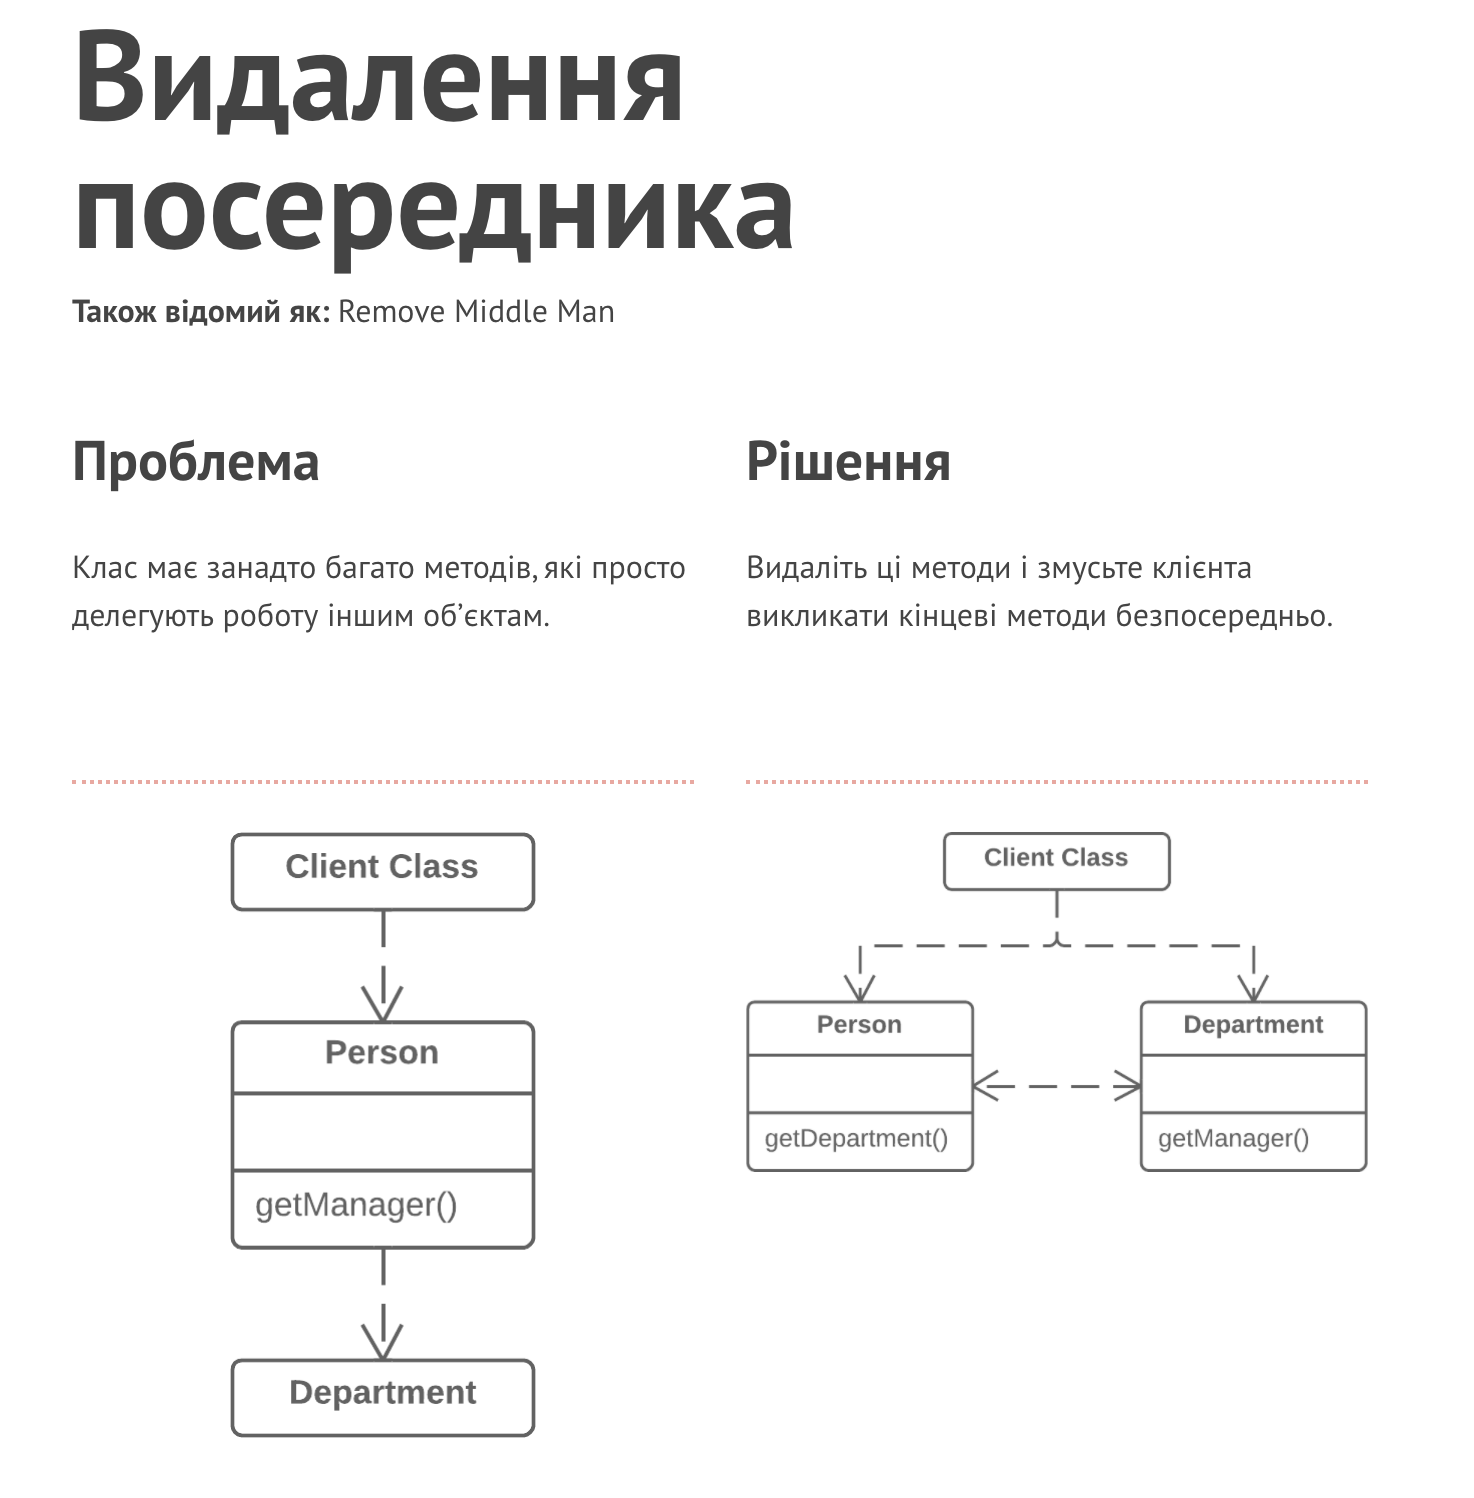 Видалення
посередника
Також відомий як: Remove Middle Man
Проблема
Клас має занадто багато методів, які просто
делегують роботу іншим об’єктам.
Рішення
Видаліть ці методи і змусьте клієнта
викликати кінцеві методи безпосередньо.
Client Class
Person
getManager()
Department
Client Class
Person
getDepartment()
Department
getManager()